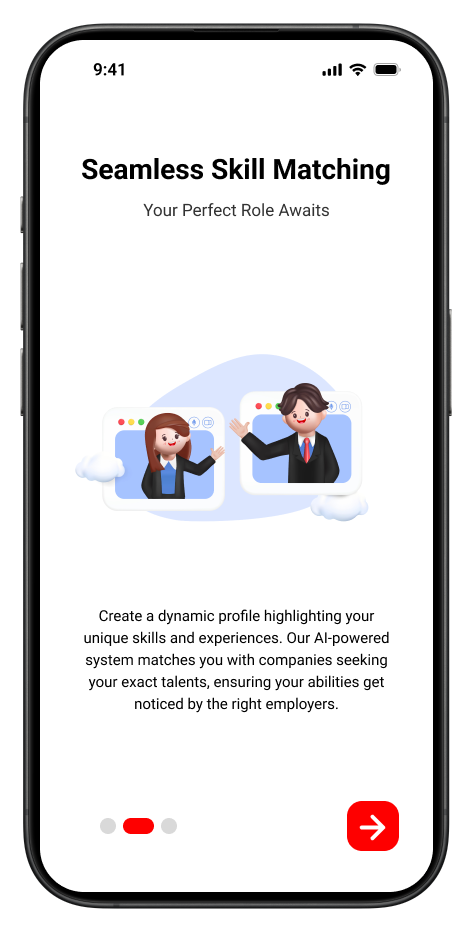 9:41
Seamless Skill Matching
Your Perfect Role Awaits
Create a dynamic profile highlighting your
unique skills and experiences. Our AI-powered
system matches you with companies seeking
your exact talents, ensuring your abilities get
noticed by the right employers.